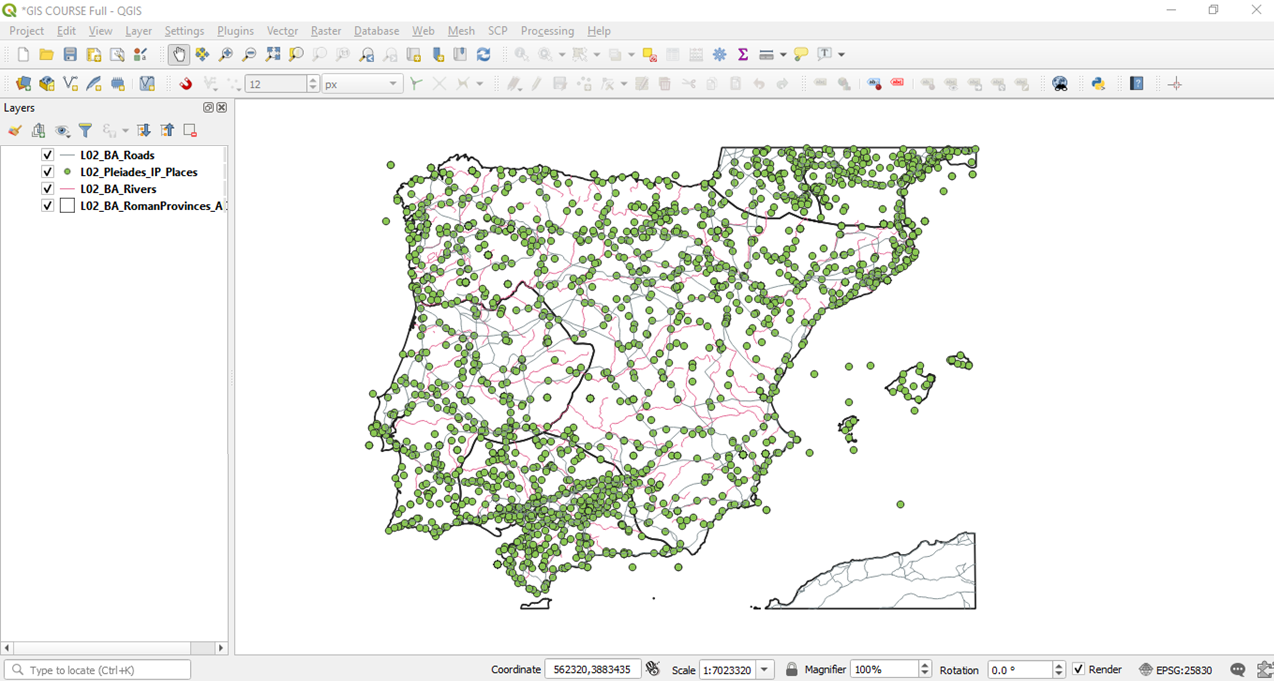 *GIS COURSE Full - QGIS
Project Edit View Layer Settings Plugins Vector Raster Database Web Mesh SCP Processing Help
12 px
Layers
L02_BA_Roads
L02_Pleiades_IP_Places
L02_BA_Rivers
L02_BA_RomanProvinces_A
Type to locate (Ctrl+K) Coordinate 562320,3883435 Scale 1:7023320 Magnifier 100% Rotation 0.0 ° Render EPSG:25830